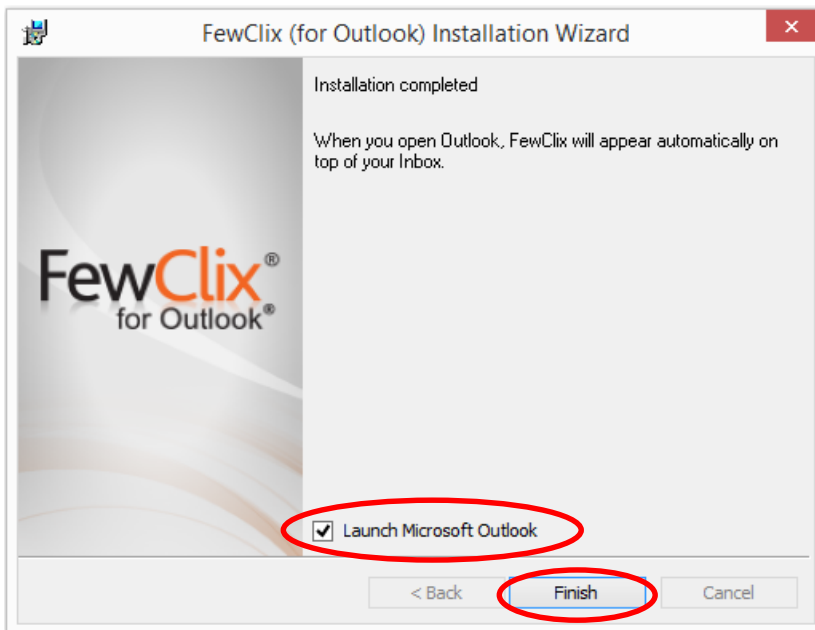 FewClix (for Outlook) Installation Wizard
Installation completed
When you open Outlook, FewClix will appear automatically on
top of your Inbox.
FewClix®
for Outlook®
Launch Microsoft Outlook
< Back
Finish
Cancel